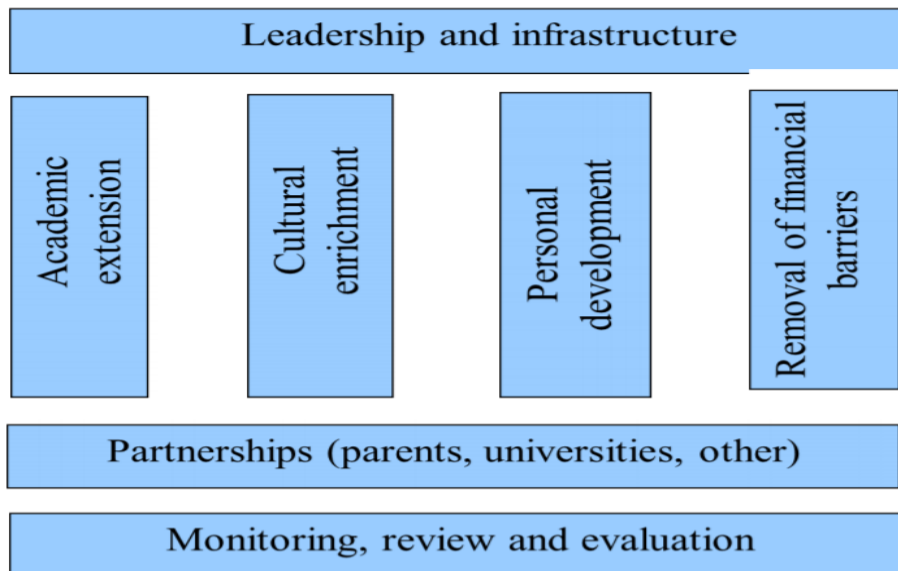 Leadership and infrastructure
Academic
extension
Cultural
enrichment
Personal
development
Removal of financial
barriers
Partnerships (parents, universities, other)
Monitoring, review and evaluation